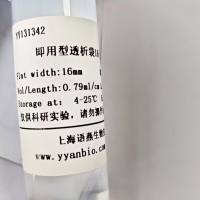 YY131342
即用型透析袋
Flat width:16mm
Vol/Length:0.79ml/cm
Storage at: 4-25℃
仅供科研实验，请勿
上海语燕生物
www.yyanbio.c